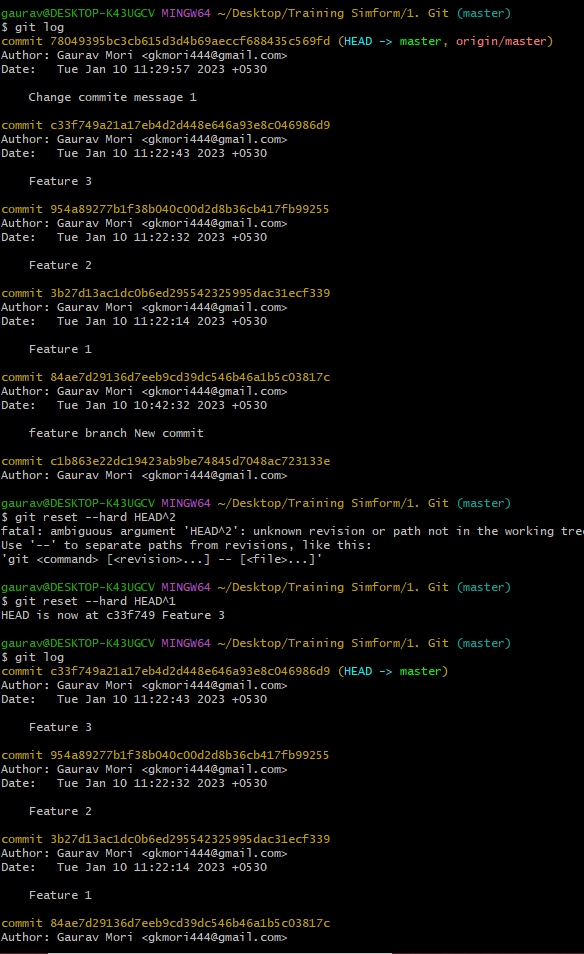 gaurav@DESKTOP-K43UGCV MINGW64 ~/Desktop/Training Simform/1. Git (master)
$ git log
commit 78049395bc3cb615d3d4b69aeccf688435c569fd (HEAD -> master, origin/master)
Author: Gaurav Mori <gkmori444@gmail.com>
Date:   Tue Jan 10 11:29:57 2023 +0530

    Change commite message 1

commit c33f749a21a17eb4d2d448e646a93e8c046986d9
Author: Gaurav Mori <gkmori444@gmail.com>
Date:   Tue Jan 10 11:22:43 2023 +0530

    Feature 3

commit 954a89277b1f38b040c00d2d8b36cb417fb99255
Author: Gaurav Mori <gkmori444@gmail.com>
Date:   Tue Jan 10 11:22:32 2023 +0530

    Feature 2

commit 3b27d13ac1dc0b6ed295542325995dac31ecf339
Author: Gaurav Mori <gkmori444@gmail.com>
Date:   Tue Jan 10 11:22:14 2023 +0530

    Feature 1

commit 84ae7d29136d7eeb9cd39dc546b46a1b5c03817c
Author: Gaurav Mori <gkmori444@gmail.com>
Date:   Tue Jan 10 10:42:32 2023 +0530

    feature branch New commit

commit c1b863e22dc19423ab9be74845d7048ac723133e
Author: Gaurav Mori <gkmori444@gmail.com>

gaurav@DESKTOP-K43UGCV MINGW64 ~/Desktop/Training Simform/1. Git (master)
$ git reset --hard HEAD^2
fatal: ambiguous argument 'HEAD^2': unknown revision or path not in the working tre
Use '--' to separate paths from revisions, like this:
'git <command> [<revision>...] -- [<file>...]'

gaurav@DESKTOP-K43UGCV MINGW64 ~/Desktop/Training Simform/1. Git (master)
$ git reset --hard HEAD^1
HEAD is now at c33f749 Feature 3

gaurav@DESKTOP-K43UGCV MINGW64 ~/Desktop/Training Simform/1. Git (master)
$ git log
commit c33f749a21a17eb4d2d448e646a93e8c046986d9 (HEAD -> master)
Author: Gaurav Mori <gkmori444@gmail.com>
Date:   Tue Jan 10 11:22:43 2023 +0530

    Feature 3

commit 954a89277b1f38b040c00d2d8b36cb417fb99255
Author: Gaurav Mori <gkmori444@gmail.com>
Date:   Tue Jan 10 11:22:32 2023 +0530

    Feature 2

commit 3b27d13ac1dc0b6ed295542325995dac31ecf339
Author: Gaurav Mori <gkmori444@gmail.com>
Date:   Tue Jan 10 11:22:14 2023 +0530

    Feature 1

commit 84ae7d29136d7eeb9cd39dc546b46a1b5c03817c
Author: Gaurav Mori <gkmori444@gmail.com>